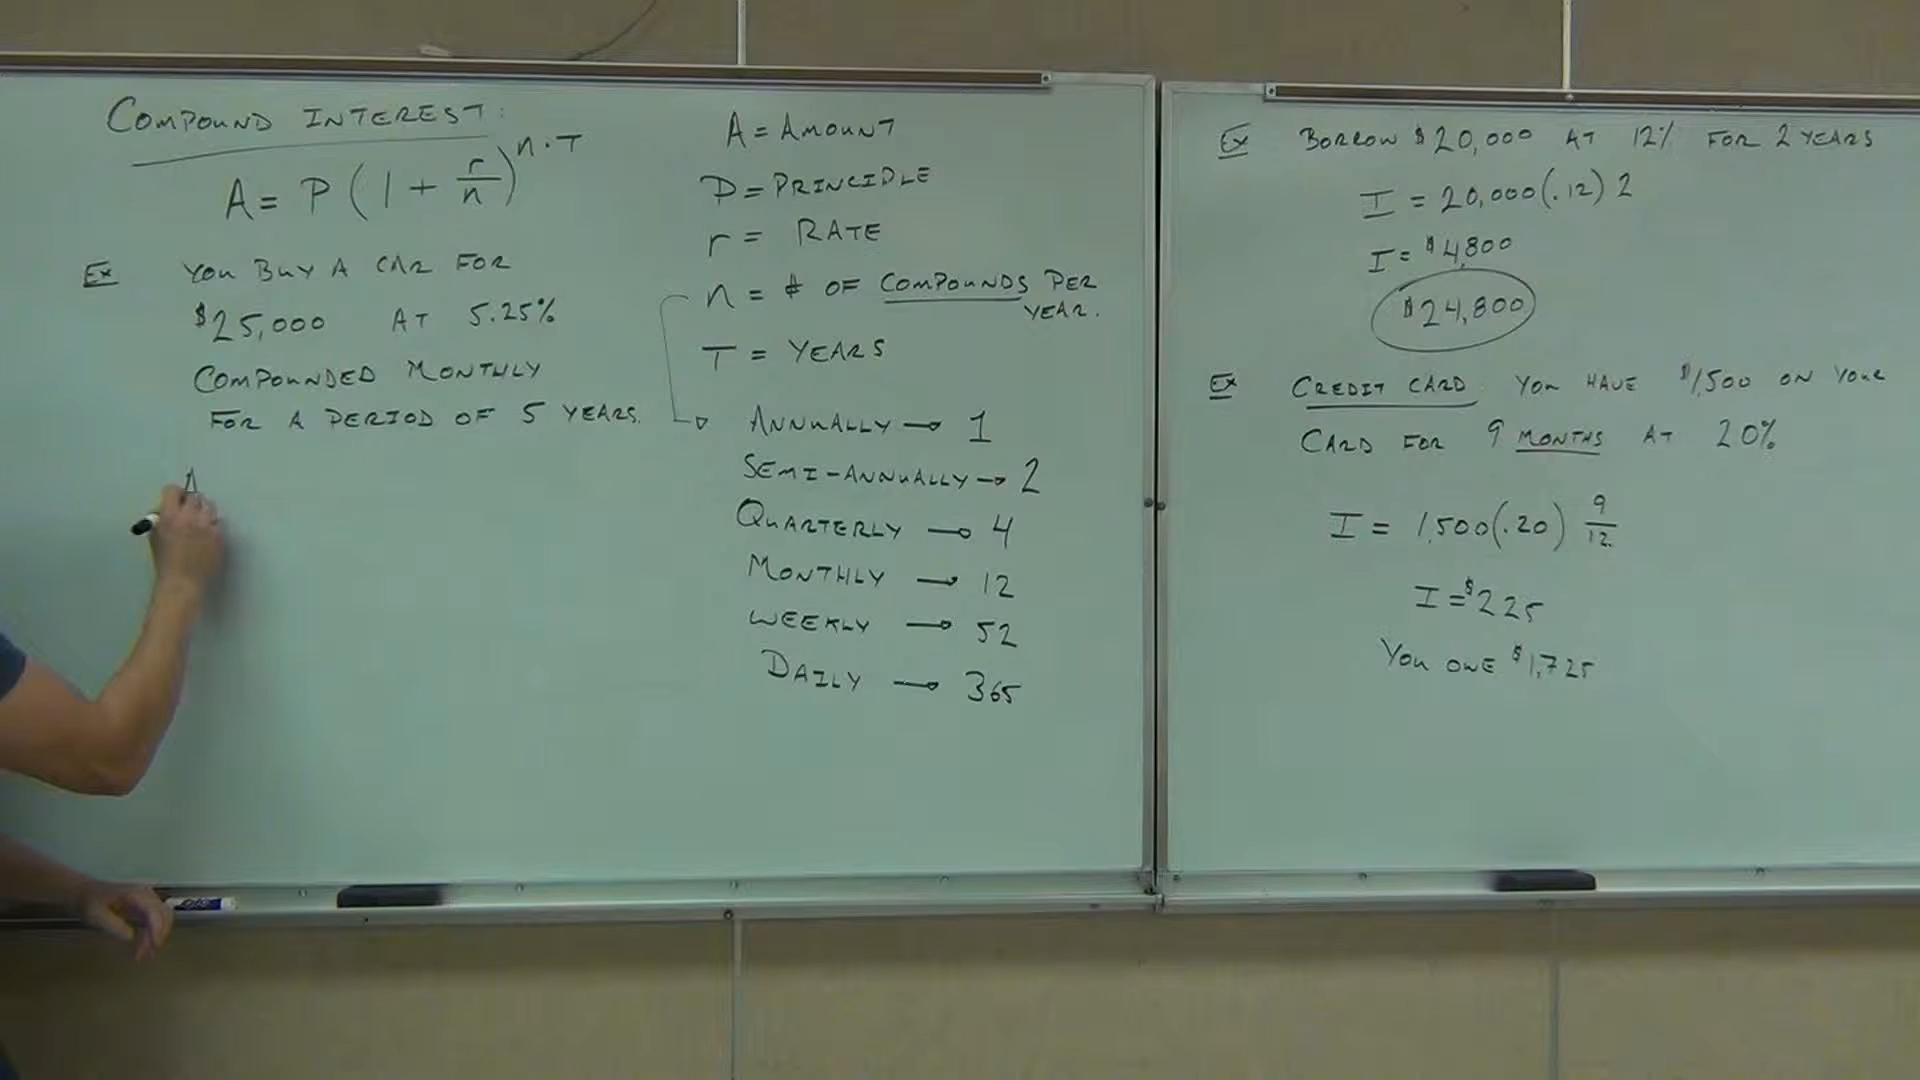 COMPOUND INTEREST:
A = P ( 1 + r/n )^n·T
Ex YOU BUY A CAR FOR
$25,000 AT 5.25%
COMPOUNDED MONTHLY
FOR A PERIOD OF 5 YEARS.
A
A = AMOUNT
P = PRINCIPLE
r = RATE
n = # OF COMPOUNDS PER
YEAR.
T = YEARS
ANNUALLY → 1
SEMI-ANNUALLY → 2
QUARTERLY → 4
MONTHLY → 12
WEEKLY → 52
DAILY → 365
Ex BORROW $20,000 AT 12% FOR 2 YEARS
I = 20,000(.12) 2
I = $4,800
$24,800
Ex CREDIT CARD YOU HAVE $1,500 ON YOUR
CARD FOR 9 MONTHS AT 20%
I = 1,500(.20) 9/12
I = $225
YOU OWE $1,725